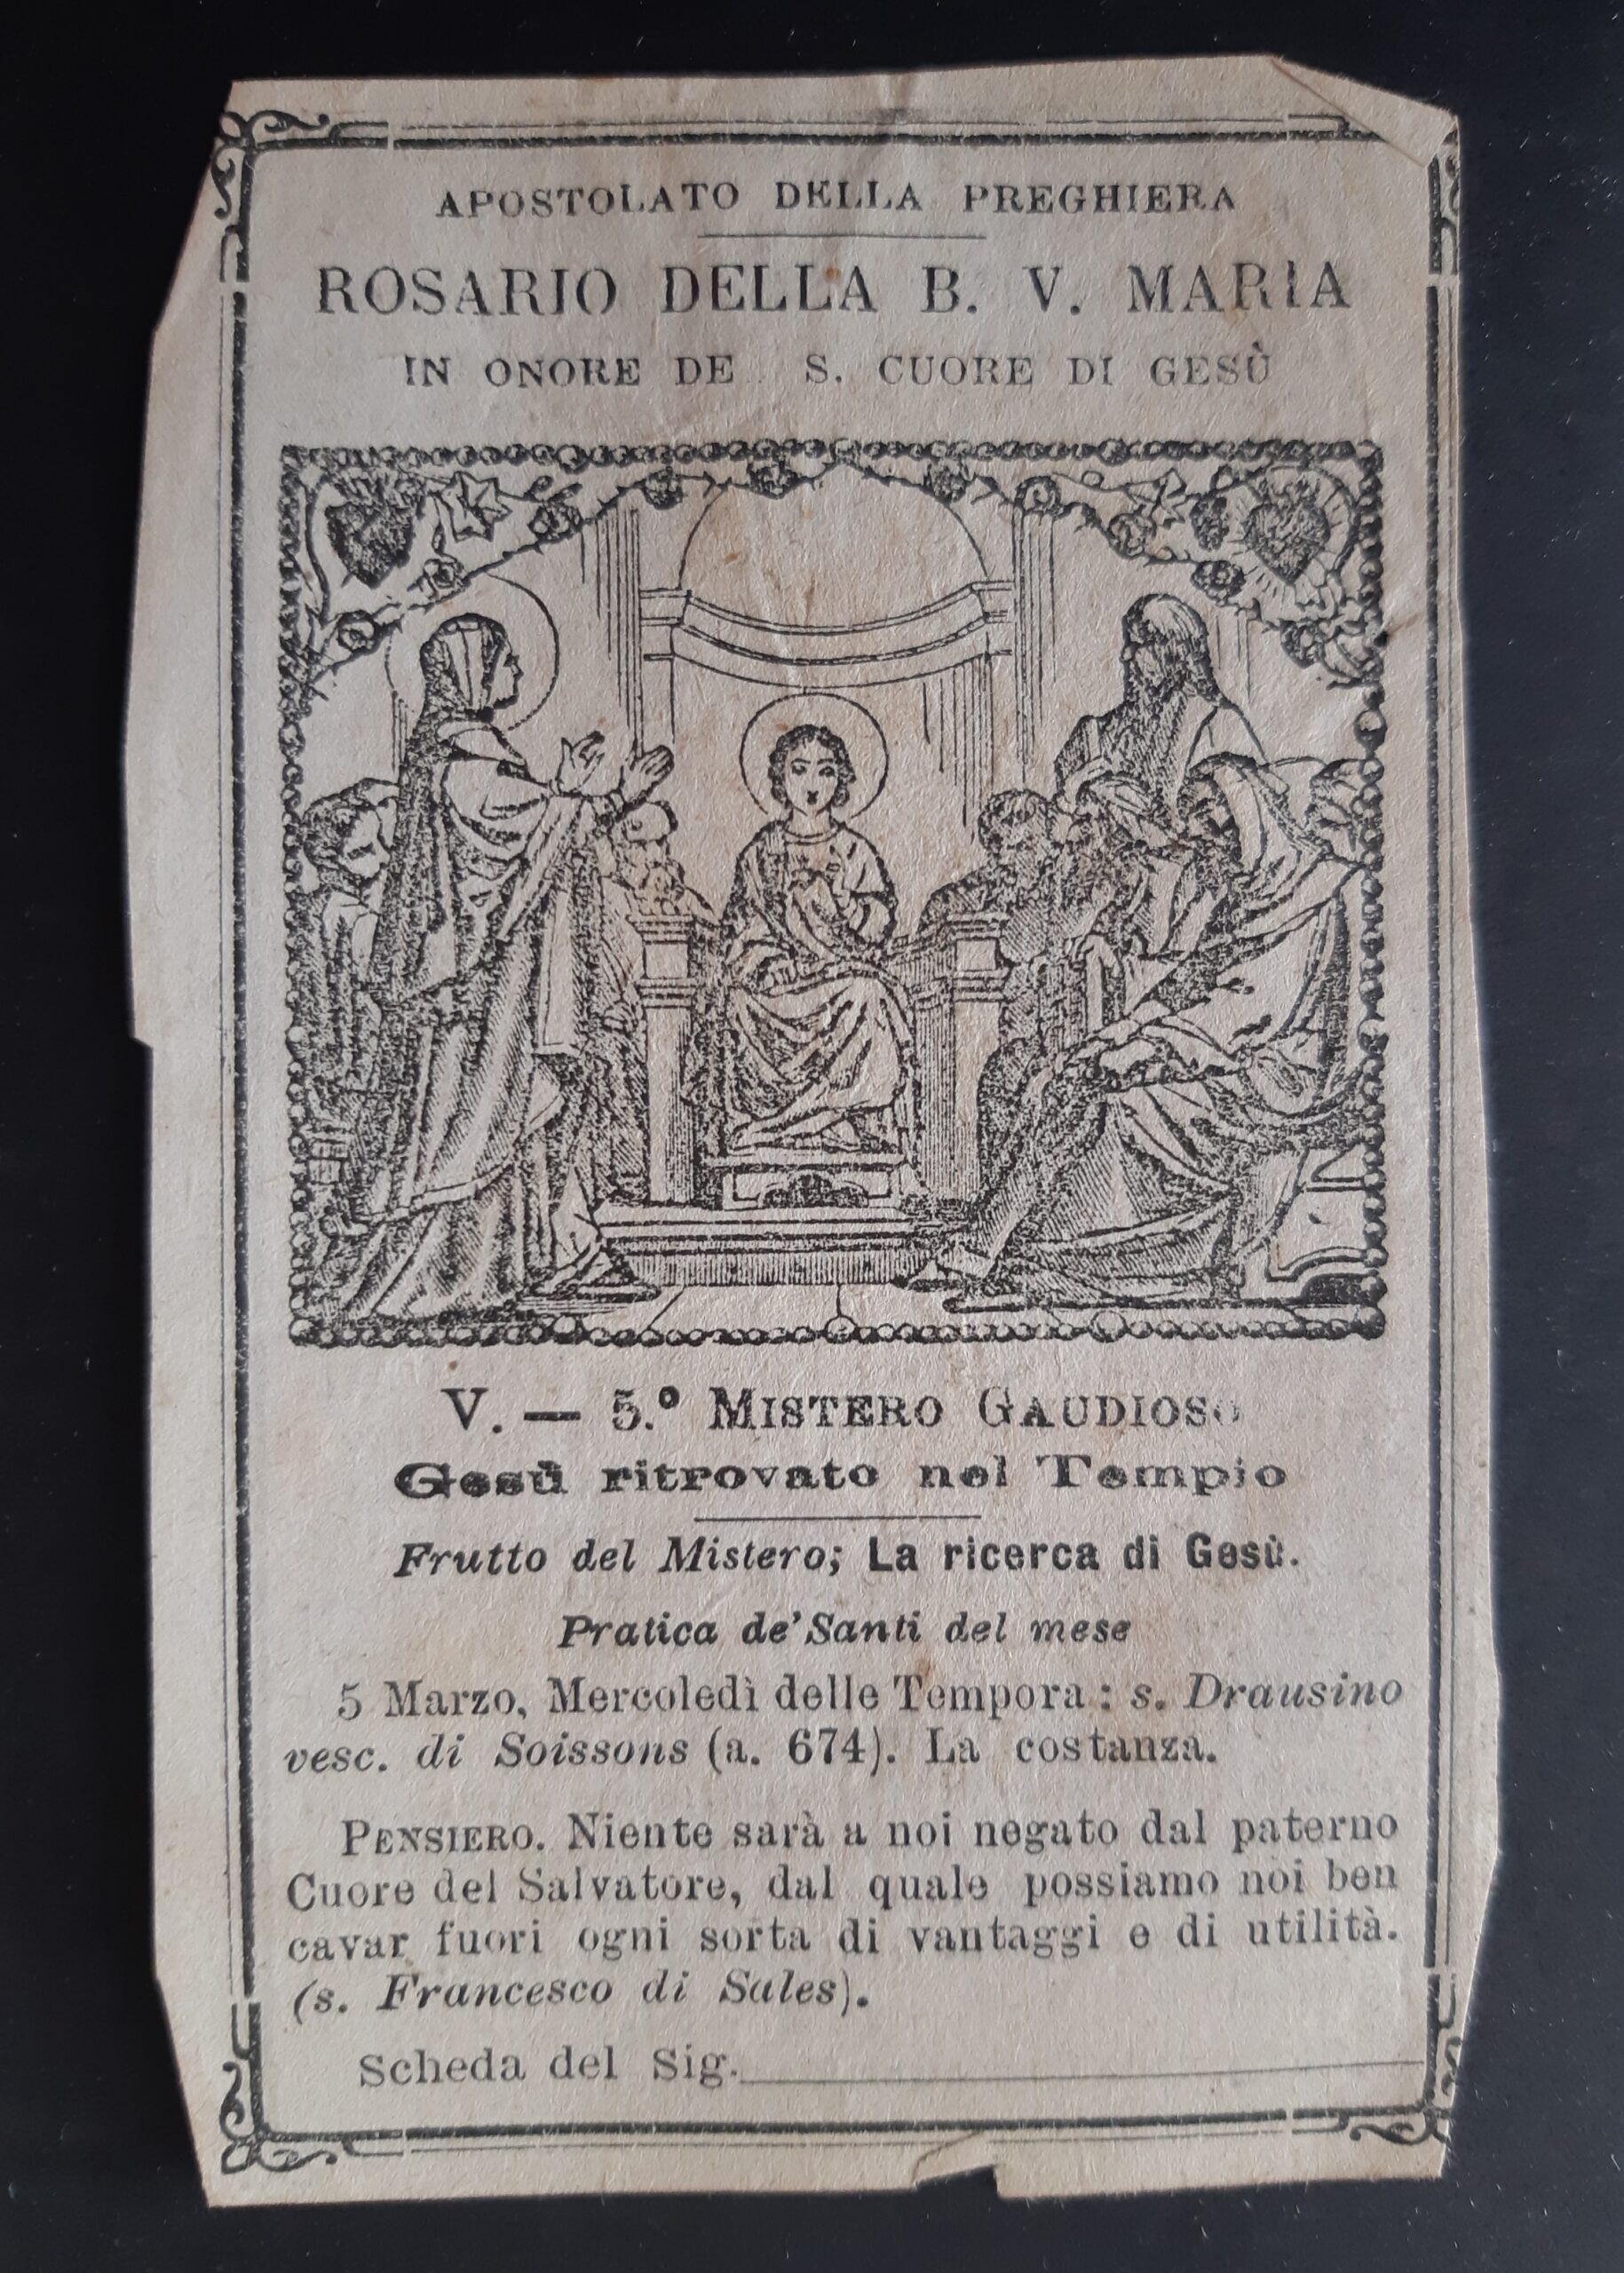 APOSTOLATO DELLA PREGHIERA
ROSARIO DELLA B. V. MARIA
IN ONORE DE S. CUORE DI GESÙ
V. — 5.º MISTERO GAUDIOSO
Gesù ritrovato nel Tempio
Frutto del Mistero; La ricerca di Gesù.
Pratica de' Santi del mese
5 Marzo, Mercoledì delle Tempora : s. Drausino
vesc. di Soissons (a. 674). La costanza.
PENSIERO. Niente sarà a noi negato dal paterno
Cuore del Salvatore, dal quale possiamo noi ben
cavar fuori ogni sorta di vantaggi e di utilità.
(s. Francesco di Sales).
Scheda del Sig.